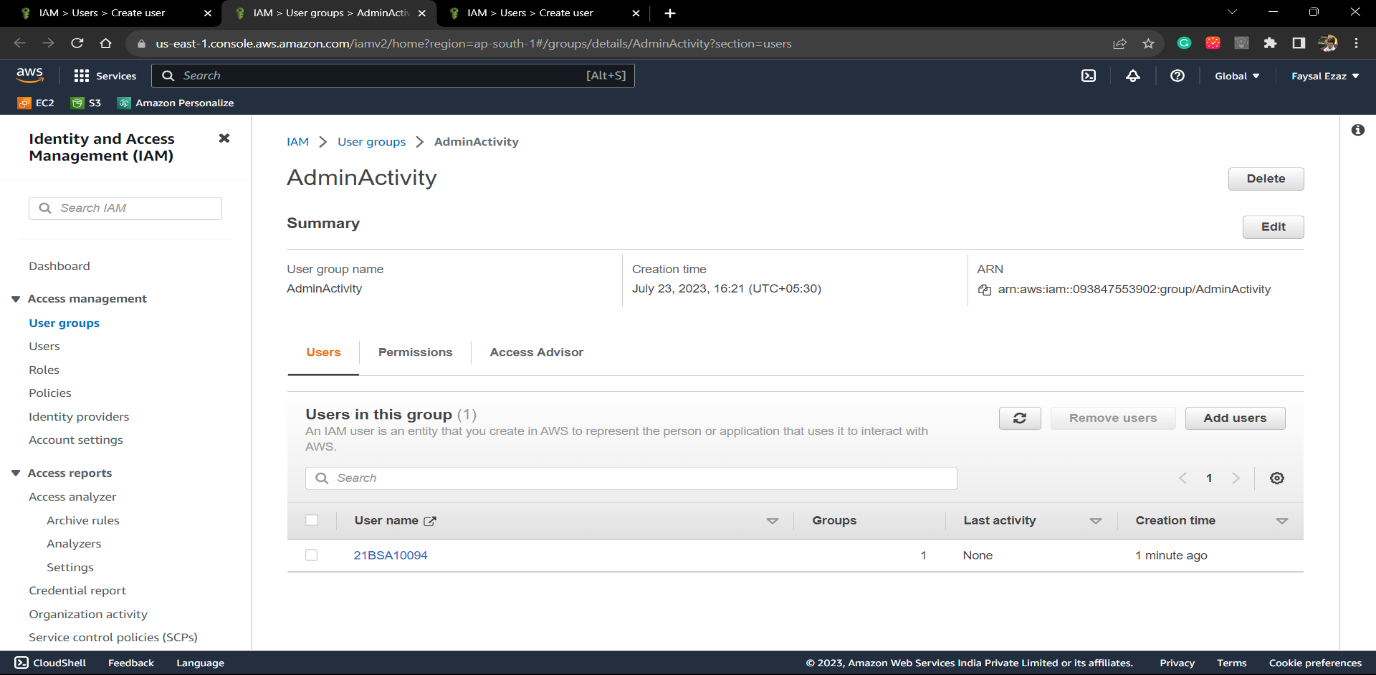 IAM > Users > Create user
IAM > User groups > AdminActiv
IAM > Users > Create user
us-east-1.console.aws.amazon.com/iamv2/home?region=ap-south-1#/groups/details/AdminActivity?section=users
aws
Services
Search [Alt+S]
Global
Faysal Ezaz
EC2
S3
Amazon Personalize
Identity and Access
Management (IAM)
Search IAM
Dashboard
Access management
User groups
Users
Roles
Policies
Identity providers
Account settings
Access reports
Access analyzer
Archive rules
Analyzers
Settings
Credential report
Organization activity
Service control policies (SCPs)
IAM > User groups > AdminActivity
AdminActivity
Delete
Summary
Edit
User group name
AdminActivity
Creation time
July 23, 2023, 16:21 (UTC+05:30)
ARN
arn:aws:iam::093847553902:group/AdminActivity
Users
Permissions
Access Advisor
Users in this group (1)
An IAM user is an entity that you create in AWS to represent the person or application that uses it to interact with
AWS.
Remove users
Add users
Search
1
User name Groups Last activity Creation time
21BSA10094 1 None 1 minute ago
CloudShell Feedback Language
© 2023, Amazon Web Services India Private Limited or its affiliates. Privacy Terms Cookie preferences